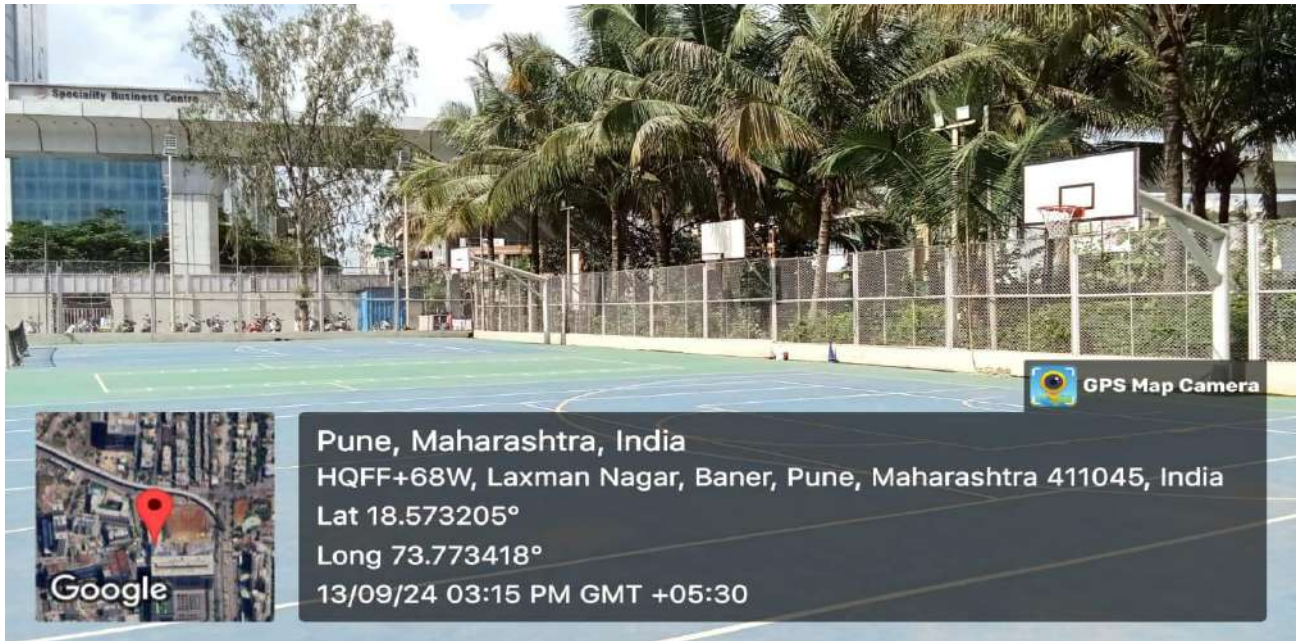 Speciality Business Centre
GPS Map Camera
Pune, Maharashtra, India
HQFF+68W, Laxman Nagar, Baner, Pune, Maharashtra 411045, India
Lat 18.573205°
Long 73.773418°
13/09/24 03:15 PM GMT +05:30
Google